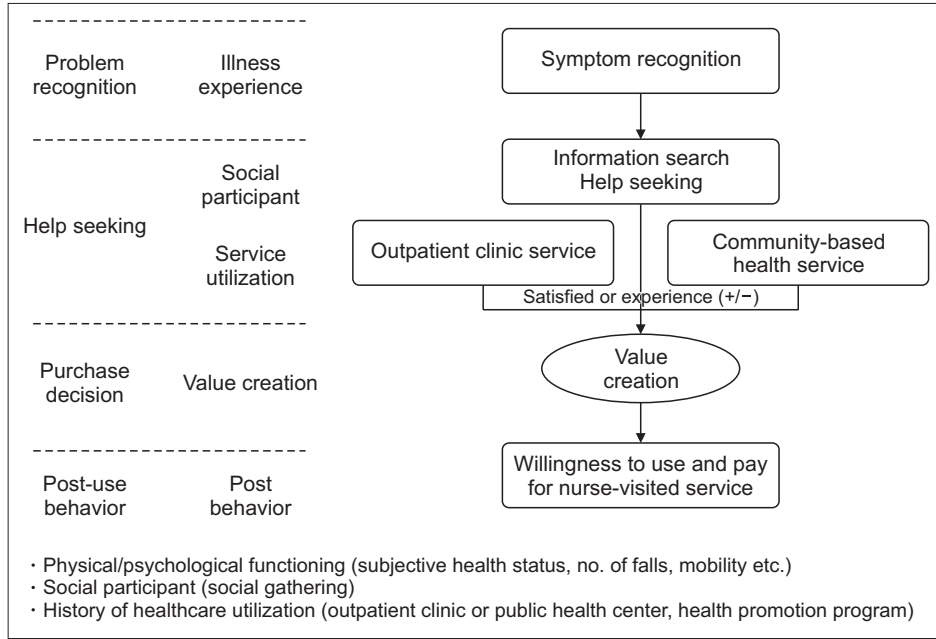 Problem
recognition
Illness
experience
Symptom recognition
Help seeking
Social
participant
Service
utilization
Information search
Help seeking
Outpatient clinic service
Community-based
health service
Satisfied or experience (+/−)
Purchase
decision
Value creation
Value
creation
Post-use
behavior
Post
behavior
Willingness to use and pay
for nurse-visited service
· Physical/psychological functioning (subjective health status, no. of falls, mobility etc.)
· Social participant (social gathering)
· History of healthcare utilization (outpatient clinic or public health center, health promotion program)